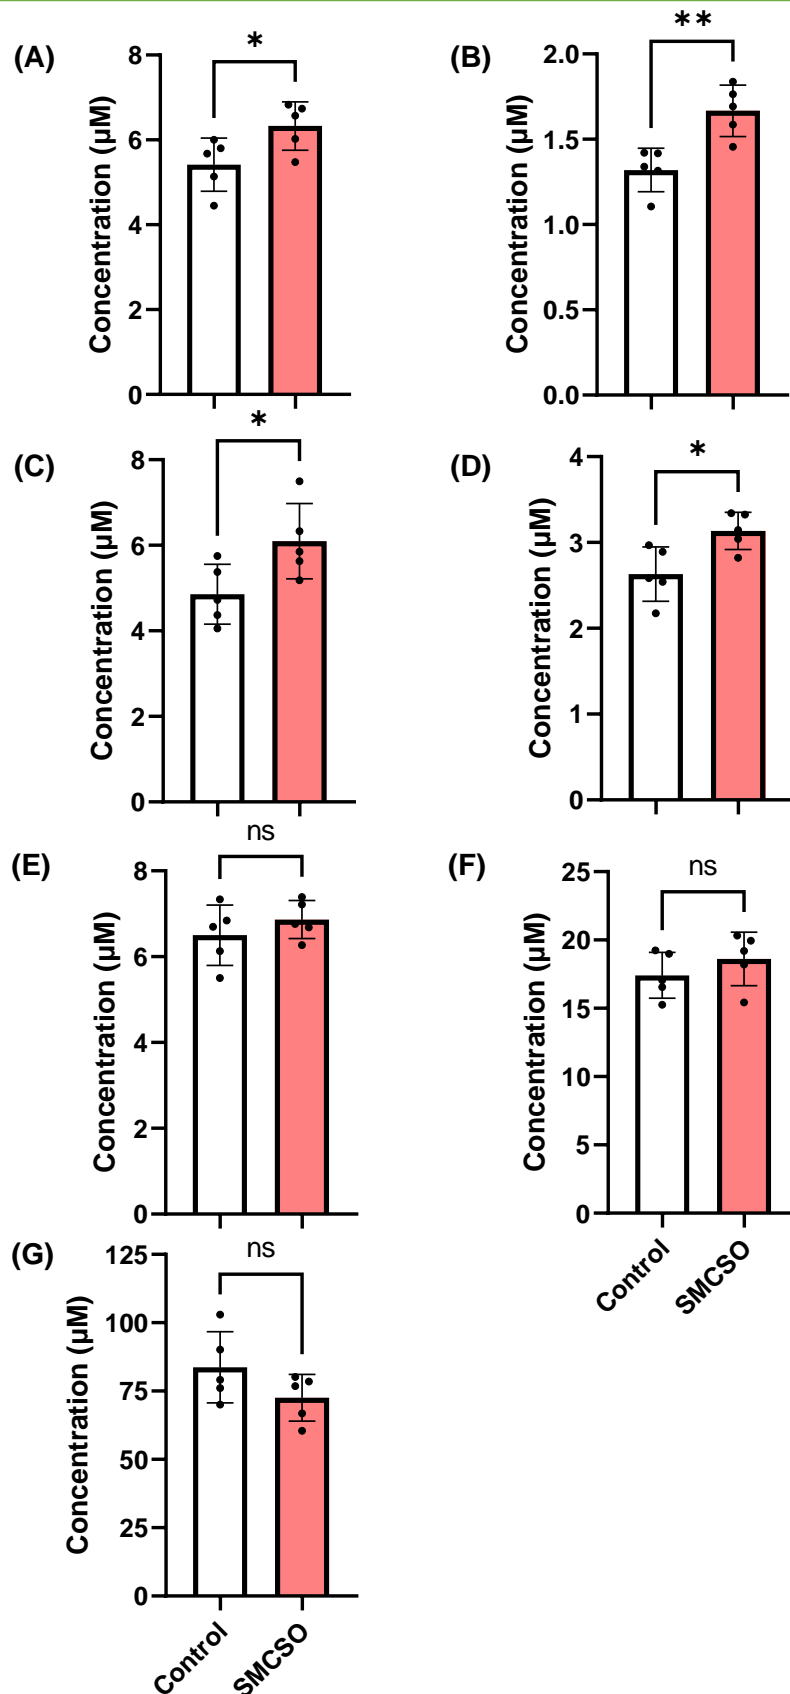 (A)
Concentration (µM)
8
6
4
2
0
*
(B)
Concentration (µM)
2.0
1.5
1.0
0.5
0.0
**
(C)
Concentration (µM)
8
6
4
2
0
*
(D)
Concentration (µM)
4
3
2
1
0
*
(E)
Concentration (µM)
8
6
4
2
0
ns
(F)
Concentration (µM)
25
20
15
10
5
0
ns
Control
SMCSO
(G)
Concentration (µM)
125
100
75
50
25
0
ns
Control
SMCSO